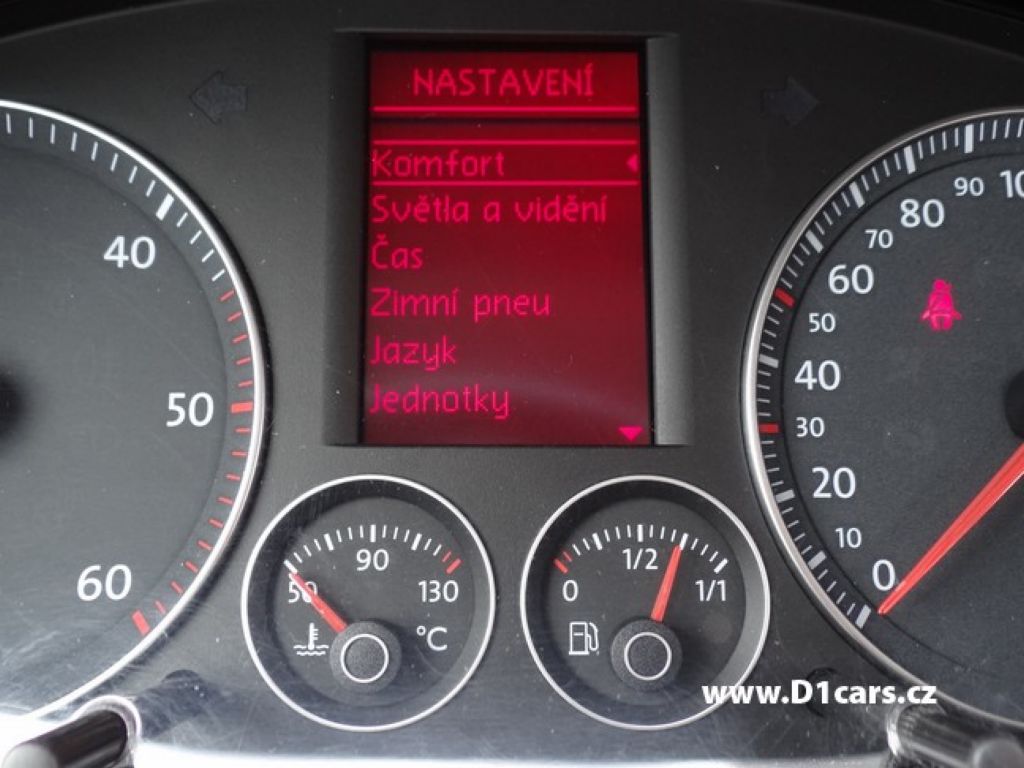 NASTAVENÍ
Komfort
Světla a vidění
Čas
Zimní pneu
Jazyk
Jednotky
40
50
60
50
90
130
°C
0
1/2
1/1
0
10
20
30
40
50
60
70
80
90
www.D1cars.cz